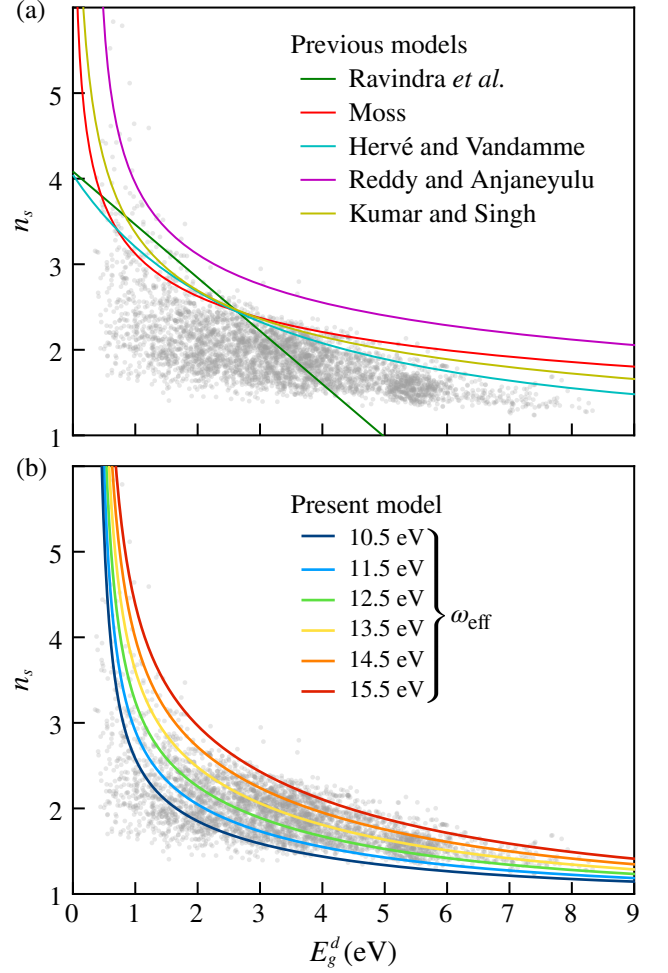 (a)
Previous models
Ravindra et al.
Moss
Hervé and Vandamme
Reddy and Anjaneyulu
Kumar and Singh
5
4
3
2
1
n_s
(b)
Present model
10.5 eV
11.5 eV
12.5 eV
13.5 eV
14.5 eV
15.5 eV
ω_eff
5
4
3
2
1
n_s
0 1 2 3 4 5 6 7 8 9
E_g^d (eV)